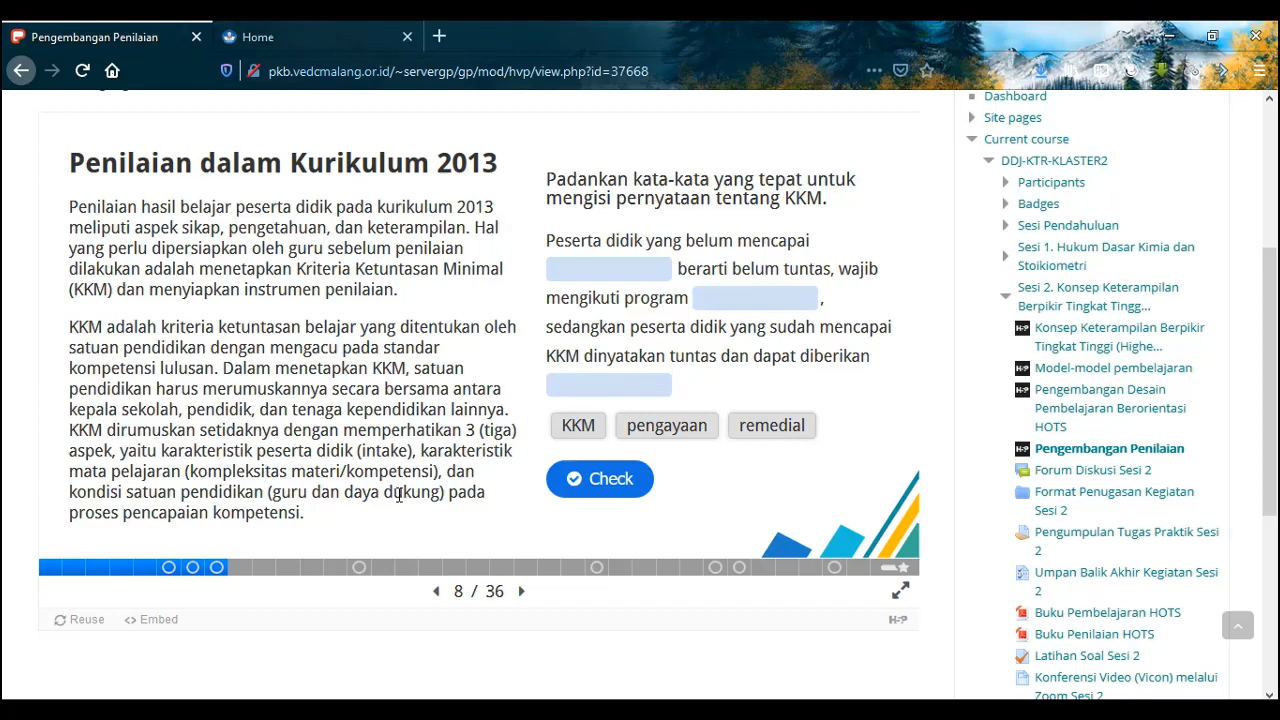 Pengembangan Penilaian
Home
pkb.vedcmalang.or.id/~servergp/gp/mod/hvp/view.php?id=37668
Penilaian dalam Kurikulum 2013
Penilaian hasil belajar peserta didik pada kurikulum 2013
meliputi aspek sikap, pengetahuan, dan keterampilan. Hal
yang perlu dipersiapkan oleh guru sebelum penilaian
dilakukan adalah menetapkan Kriteria Ketuntasan Minimal
(KKM) dan menyiapkan instrumen penilaian.
KKM adalah kriteria ketuntasan belajar yang ditentukan oleh
satuan pendidikan dengan mengacu pada standar
kompetensi lulusan. Dalam menetapkan KKM, satuan
pendidikan harus merumuskannya secara bersama antara
kepala sekolah, pendidik, dan tenaga kependidikan lainnya.
KKM dirumuskan setidaknya dengan memperhatikan 3 (tiga)
aspek, yaitu karakteristik peserta didik (intake), karakteristik
mata pelajaran (kompleksitas materi/kompetensi), dan
kondisi satuan pendidikan (guru dan daya dukung) pada
proses pencapaian kompetensi.
Padankan kata-kata yang tepat untuk
mengisi pernyataan tentang KKM.
Peserta didik yang belum mencapai
berarti belum tuntas, wajib
mengikuti program ,
sedangkan peserta didik yang sudah mencapai
KKM dinyatakan tuntas dan dapat diberikan
KKM pengayaan remedial
Check
8 / 36
Reuse
Embed
H5P
Dashboard
Site pages
Current course
DDJ-KTR-KLASTER2
Participants
Badges
Sesi Pendahuluan
Sesi 1. Hukum Dasar Kimia dan
Stoikiometri
Sesi 2. Konsep Keterampilan
Berpikir Tingkat Tingg...
Konsep Keterampilan Berpikir
Tingkat Tinggi (Highe...
Model-model pembelajaran
Pengembangan Desain
Pembelajaran Berorientasi
HOTS
Pengembangan Penilaian
Forum Diskusi Sesi 2
Format Penugasan Kegiatan
Sesi 2
Pengumpulan Tugas Praktik Sesi
2
Umpan Balik Akhir Kegiatan Sesi
2
Buku Pembelajaran HOTS
Buku Penilaian HOTS
Latihan Soal Sesi 2
Konferensi Video (Vicon) melalui
Zoom Sesi 2